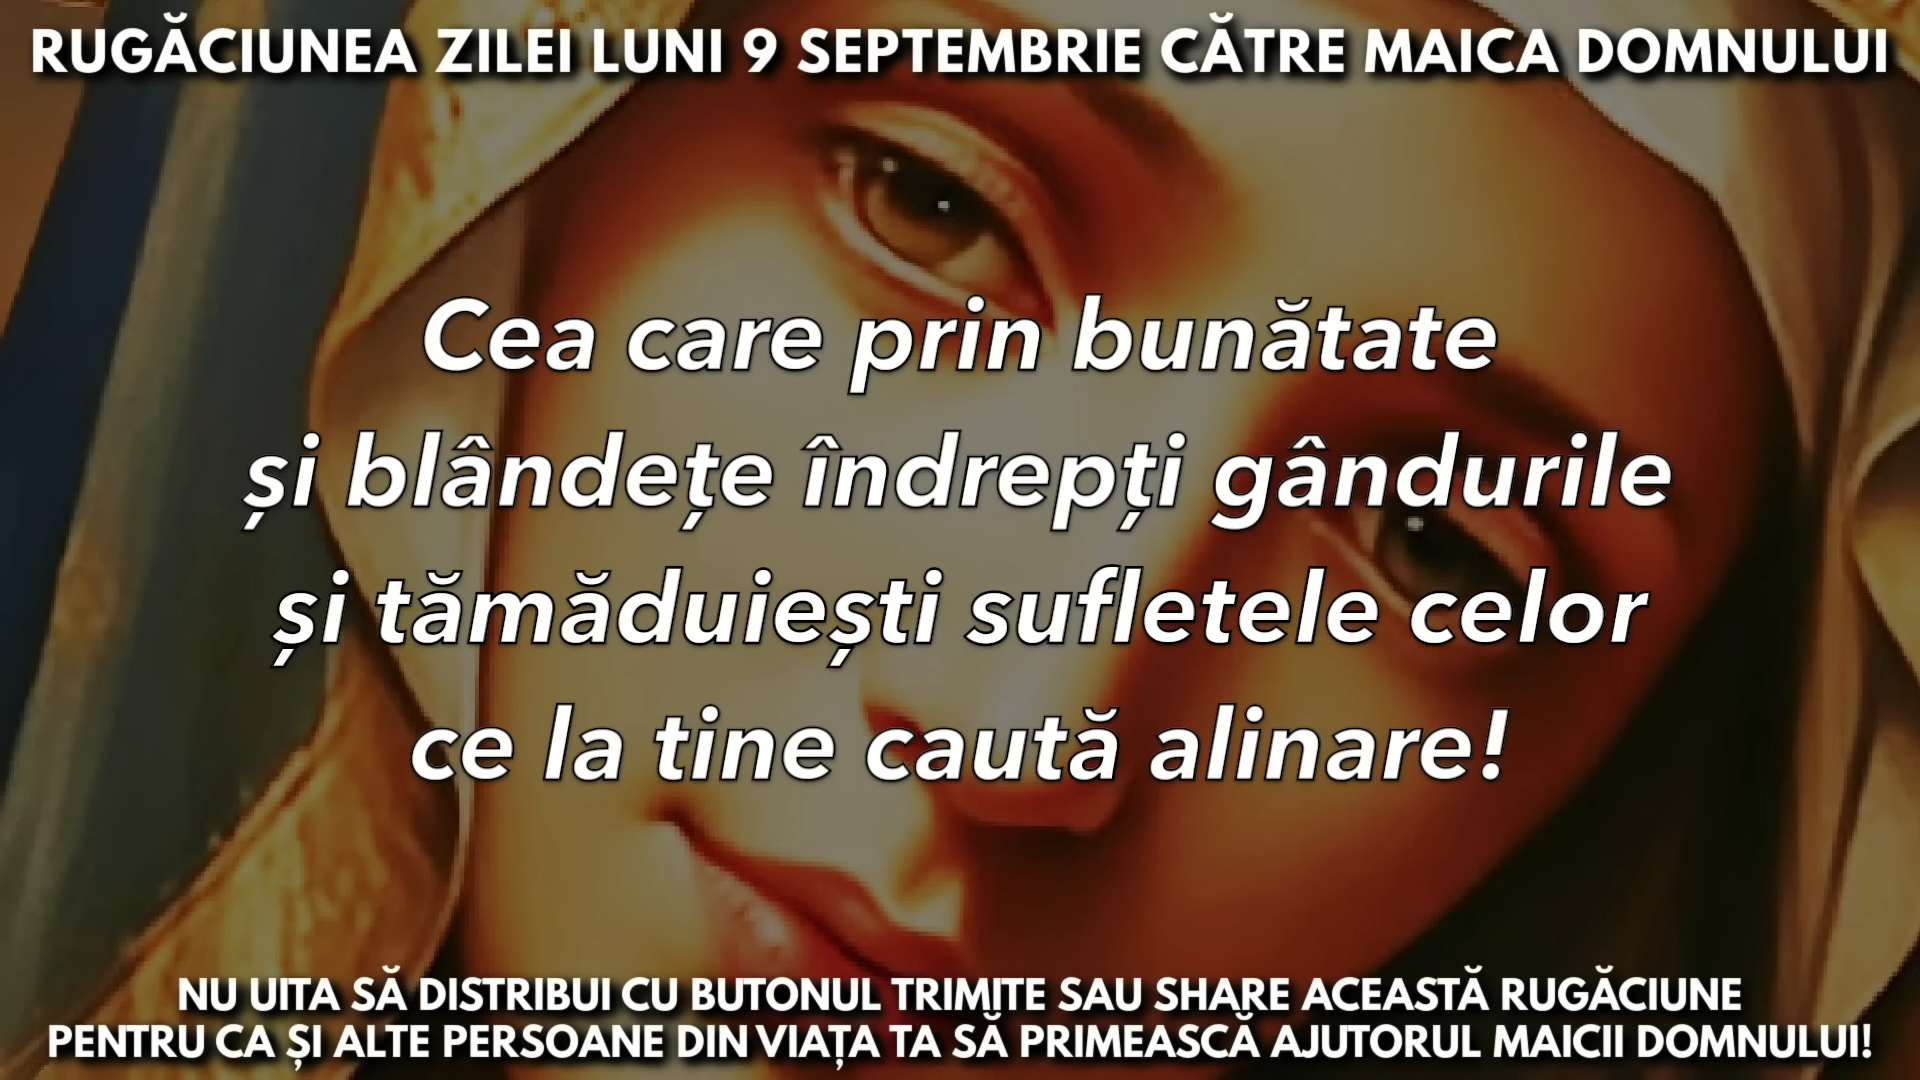 RUGĂCIUNEA ZILEI LUNI 9 SEPTEMBRIE CĂTRE MAICA DOMNULUI
Cea care prin bunătate
și blândețe îndrepți gândurile
și tămăduiești sufletele celor
ce la tine caută alinare!
NU UITA SĂ DISTRIBUI CU BUTONUL TRIMITE SAU SHARE ACEASTĂ RUGĂCIUNE
PENTRU CA ȘI ALTE PERSOANE DIN VIAȚA TA SĂ PRIMEASCĂ AJUTORUL MAICII DOMNULUI!